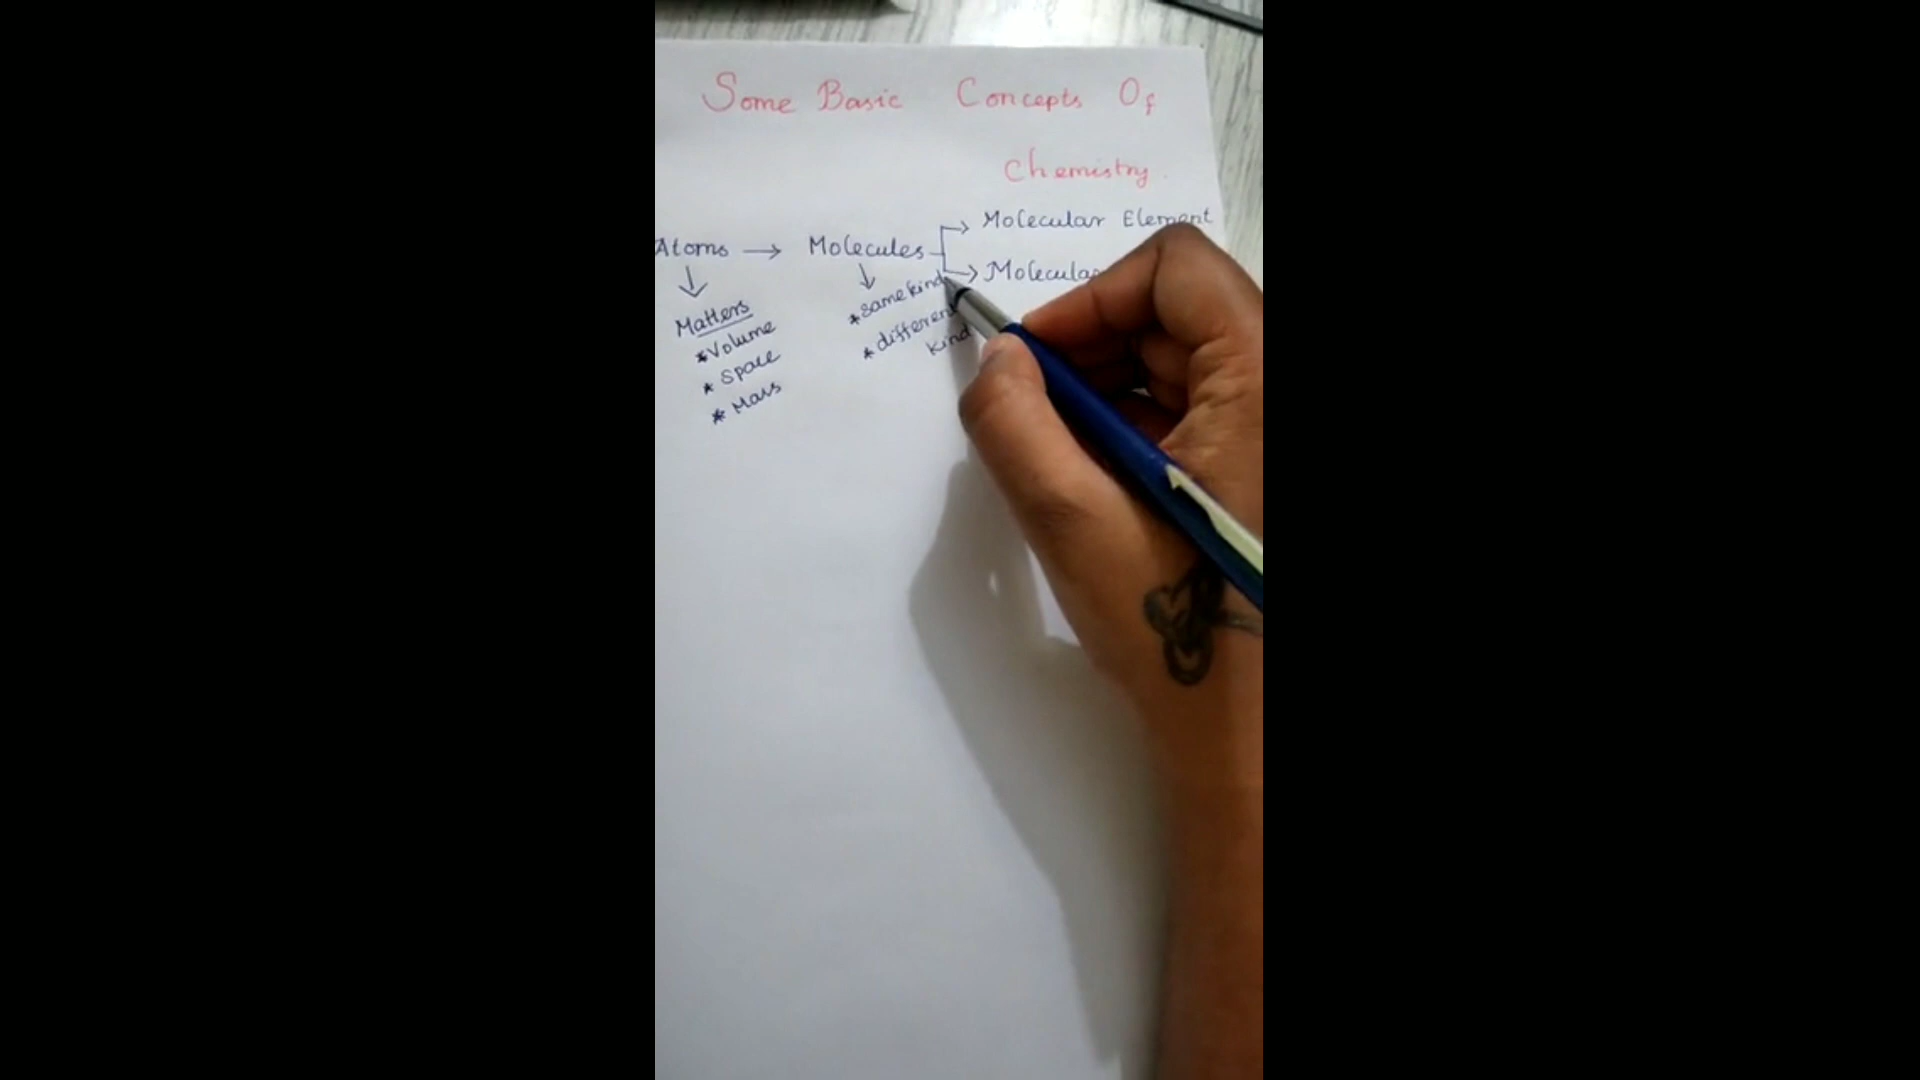 Some Basic Concepts Of
Chemistry.
Molecular Element
Atoms → Molecules
→ Molecular
Matters
*Volume
* Space
* Mass
*same kind
* different
kind